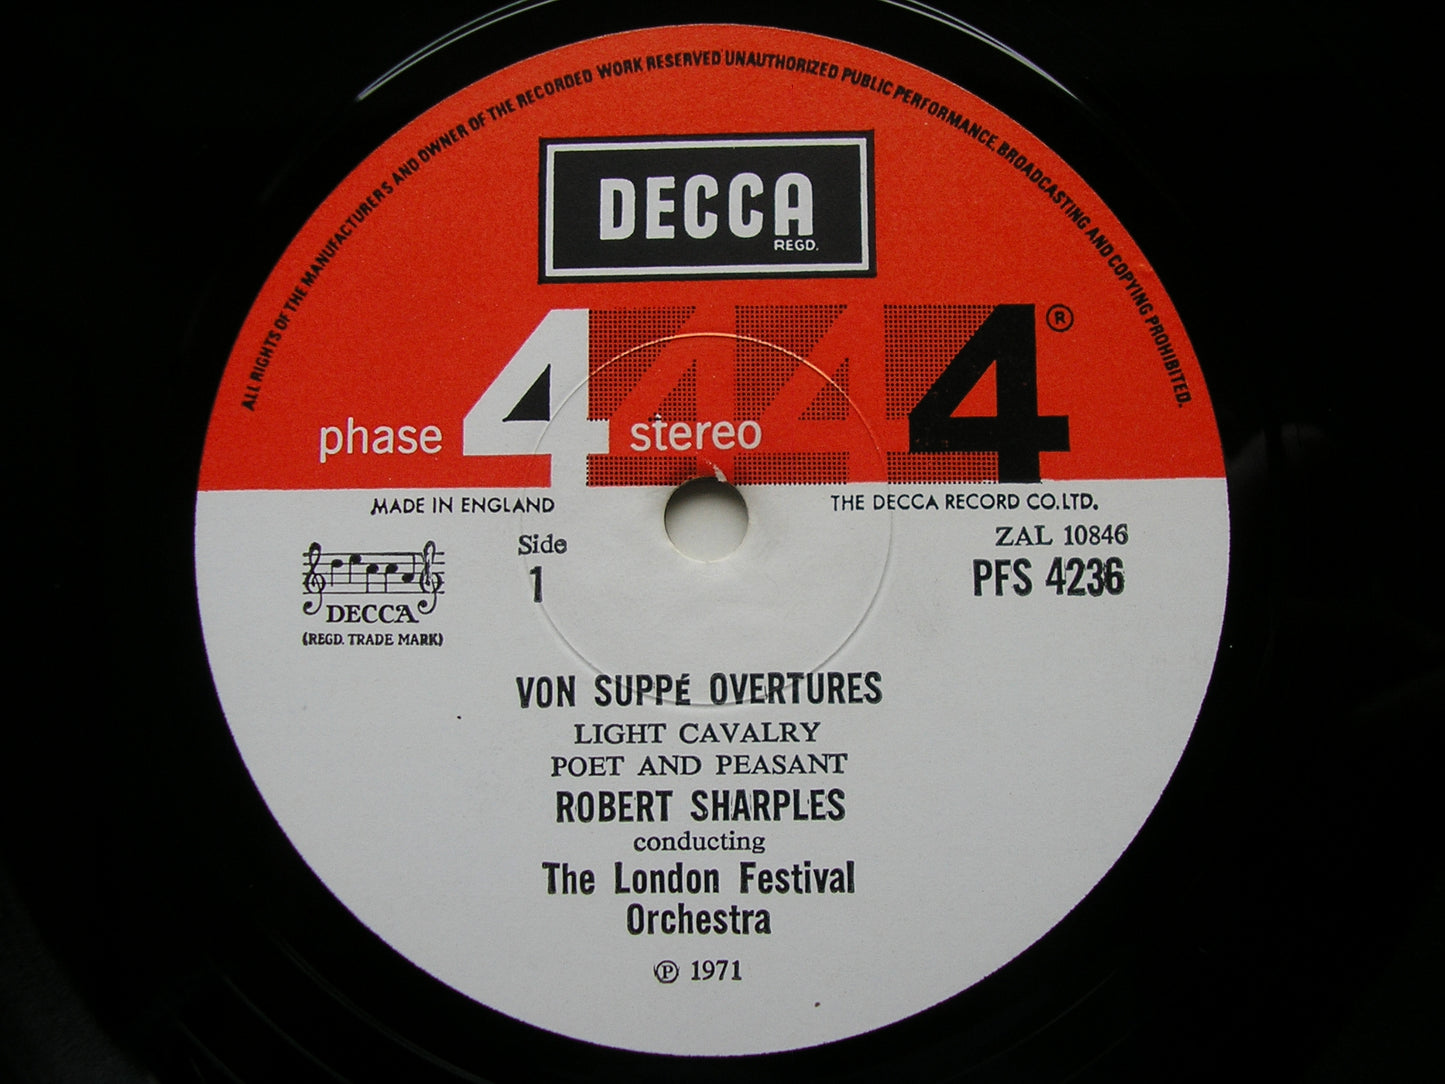 ALL RIGHTS OF THE MANUFACTURERS AND OWNER OF THE RECORDED WORK RESERVED UNAUTHORIZED PUBLIC PERFORMANCE, BROADCASTING AND COPYING PROHIBITED.
DECCA
REGD.
4 4 4 4 ®
phase stereo
MADE IN ENGLAND
THE DECCA RECORD CO. LTD.
ZAL 10846
Side
1
PFS 4236
DECCA
(REGD. TRADE MARK)
VON SUPPÉ OVERTURES
LIGHT CAVALRY
POET AND PEASANT
ROBERT SHARPLES
conducting
The London Festival
Orchestra
℗ 1971